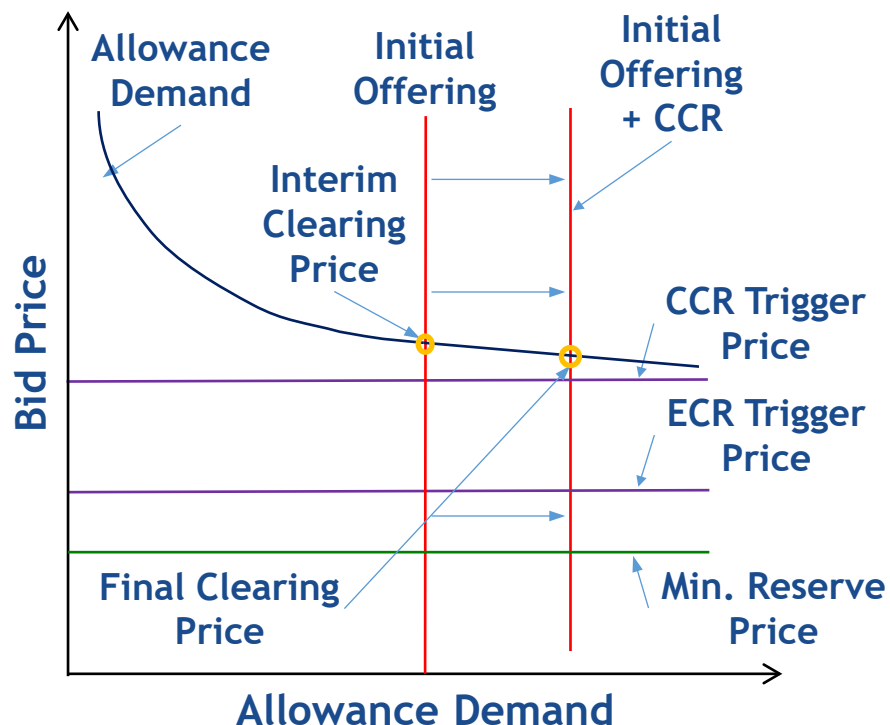 Allowance
Demand
Initial
Offering
Initial
Offering
+ CCR
Interim
Clearing
Price
CCR Trigger
Price
ECR Trigger
Price
Final Clearing
Price
Min. Reserve
Price
Bid Price
Allowance Demand